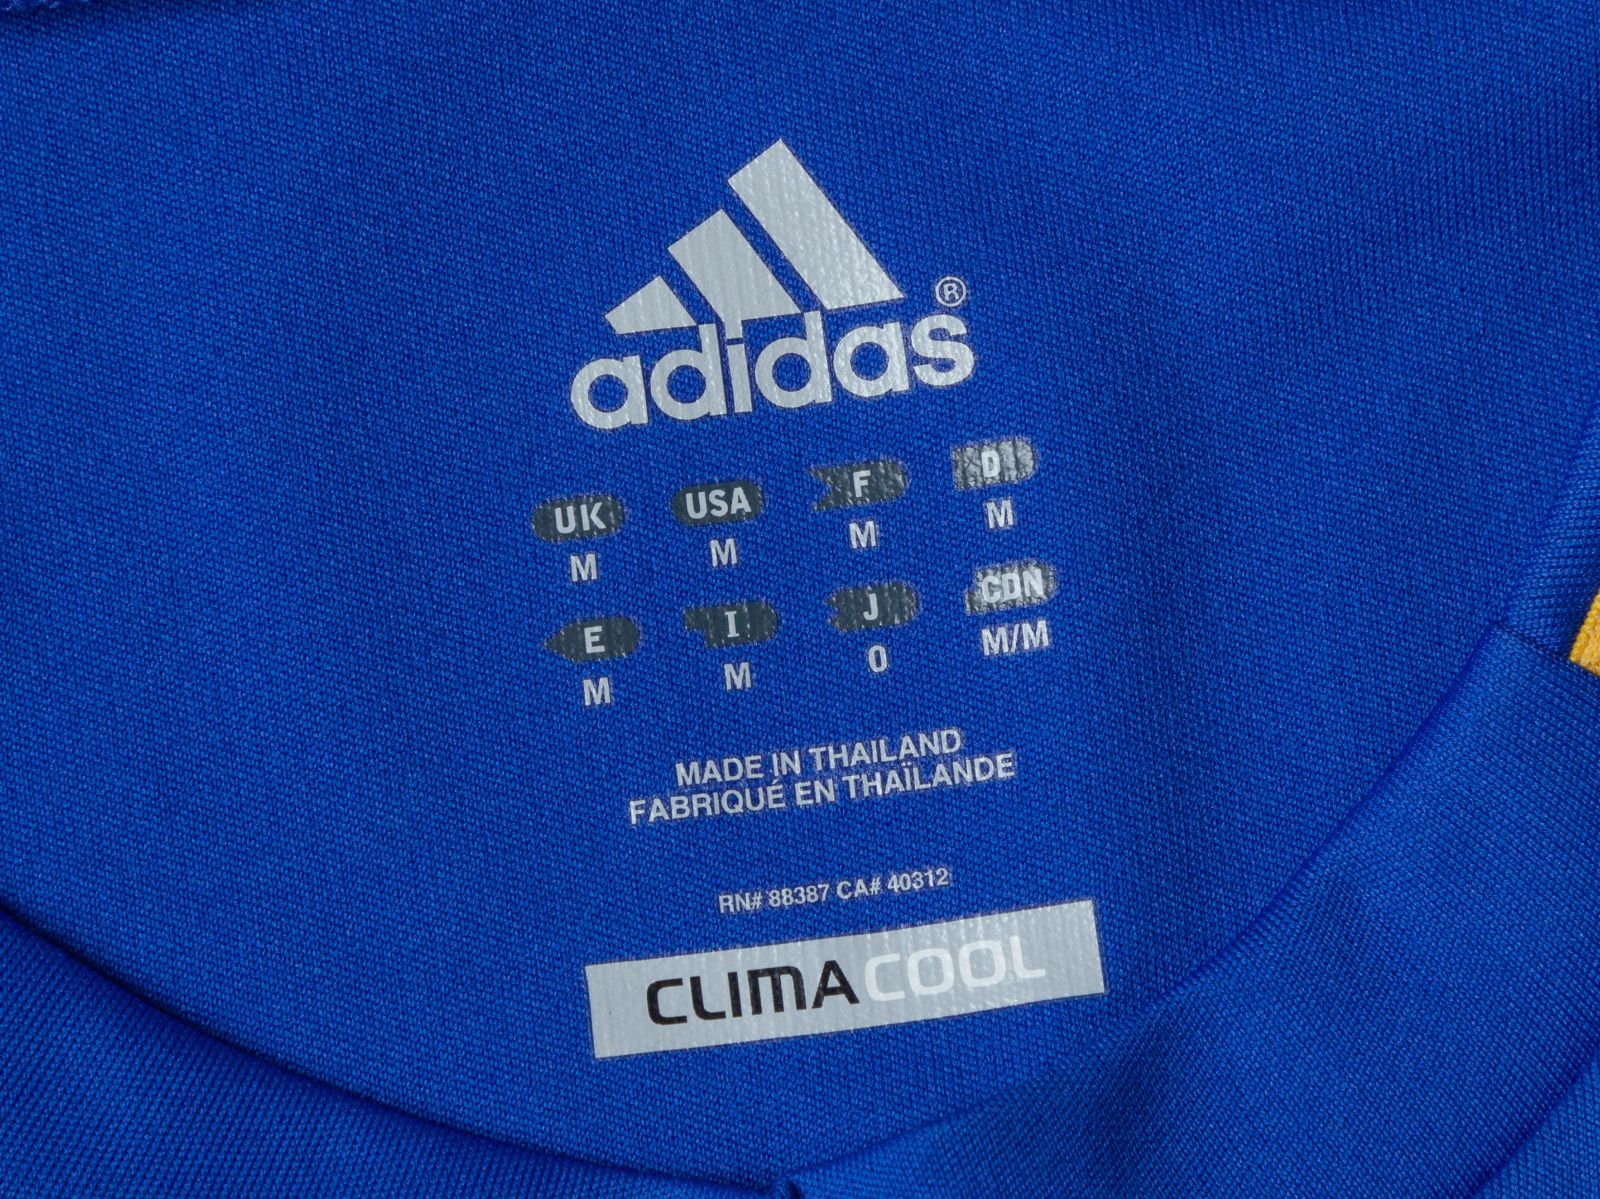 adidas®
UK USA F D
M M M M
E I J CDN
M M O M/M
MADE IN THAILAND
FABRIQUÉ EN THAÏLANDE
RN# 88387 CA# 40312
CLIMACOOL